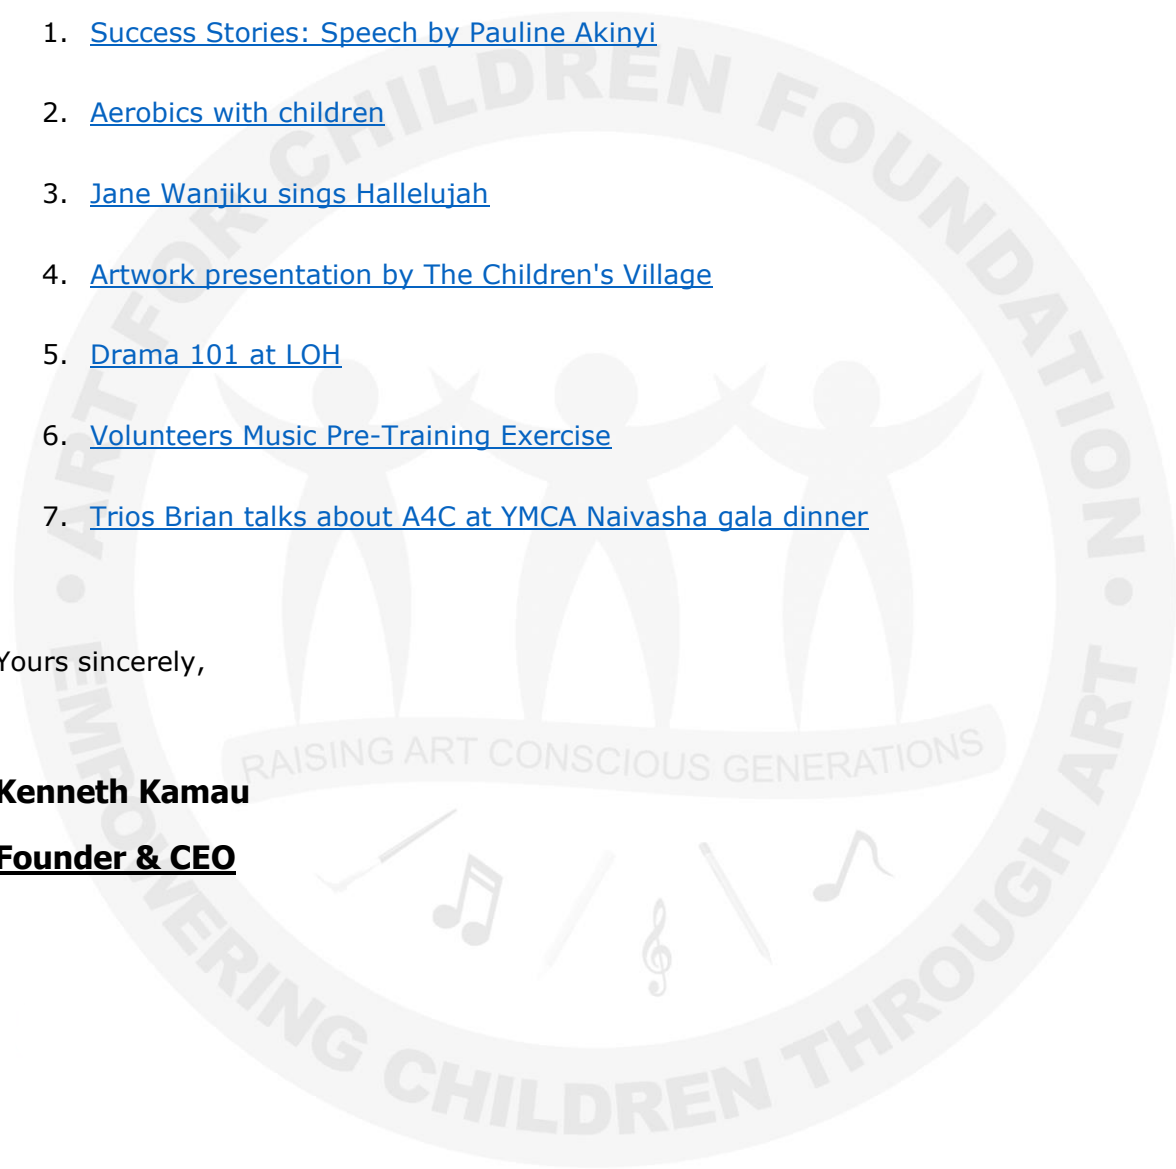 1. Success Stories: Speech by Pauline Akinyi
2. Aerobics with children
3. Jane Wanjiku sings Hallelujah
4. Artwork presentation by The Children's Village
5. Drama 101 at LOH
6. Volunteers Music Pre-Training Exercise
7. Trios Brian talks about A4C at YMCA Naivasha gala dinner
Yours sincerely,
Kenneth Kamau
Founder & CEO
• ART FOR CHILDREN FOUNDATION •
RAISING ART CONSCIOUS GENERATIONS
EMPOWERING CHILDREN THROUGH ART